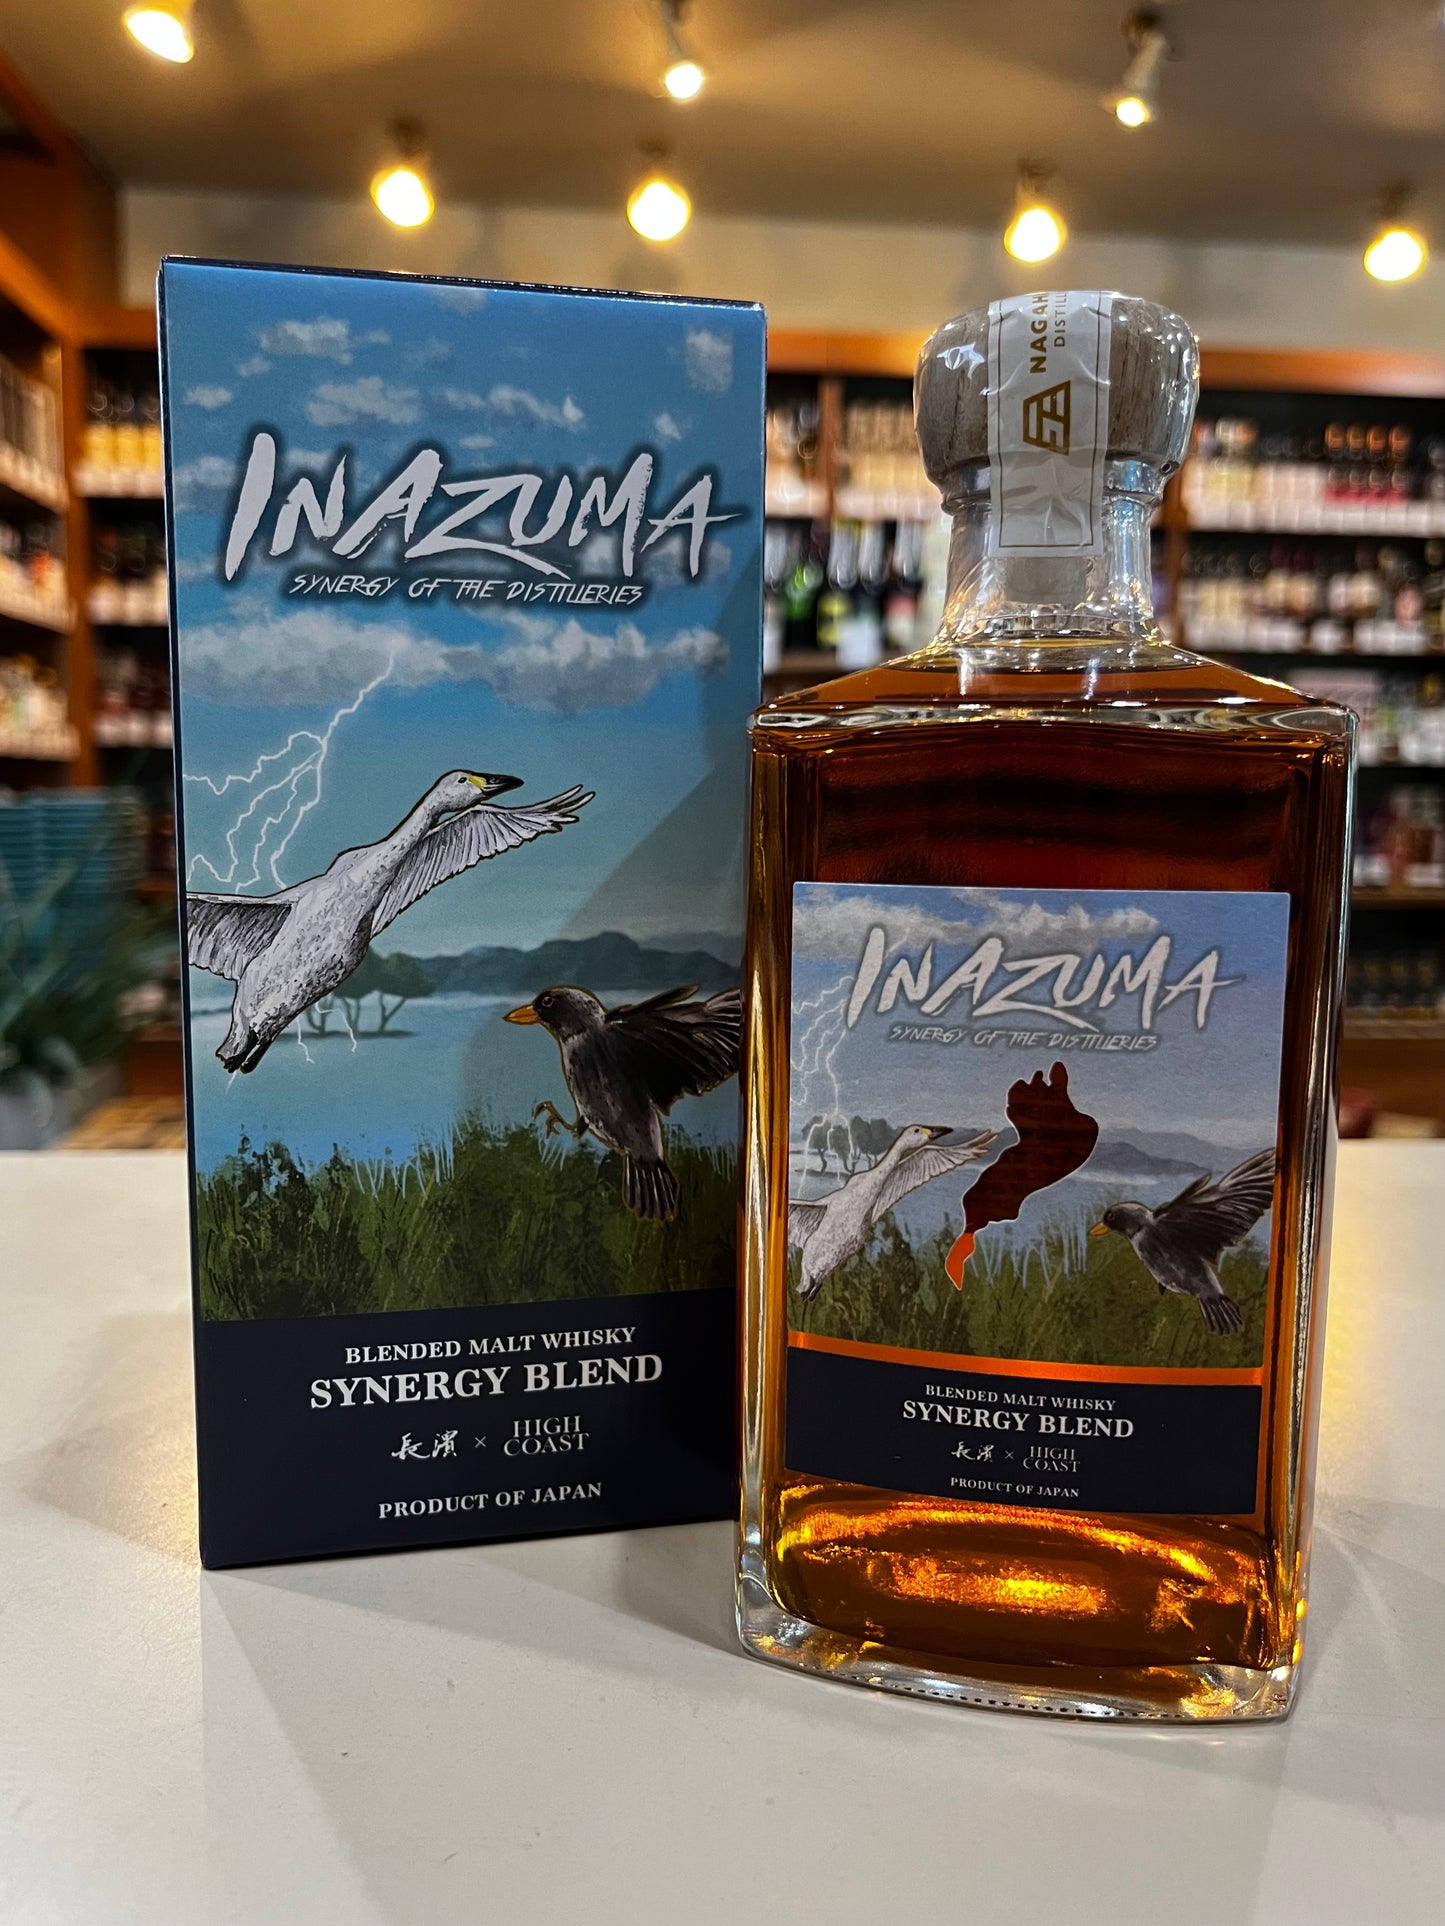 INAZUMA
SYNERGY OF THE DISTILLERIES
BLENDED MALT WHISKY
SYNERGY BLEND
長濱 × HIGH COAST
PRODUCT OF JAPAN
NAGAH
DISTIL
INAZUMA
SYNERGY OF THE DISTILLERIES
BLENDED MALT WHISKY
SYNERGY BLEND
長濱 × HIGH COAST
PRODUCT OF JAPAN